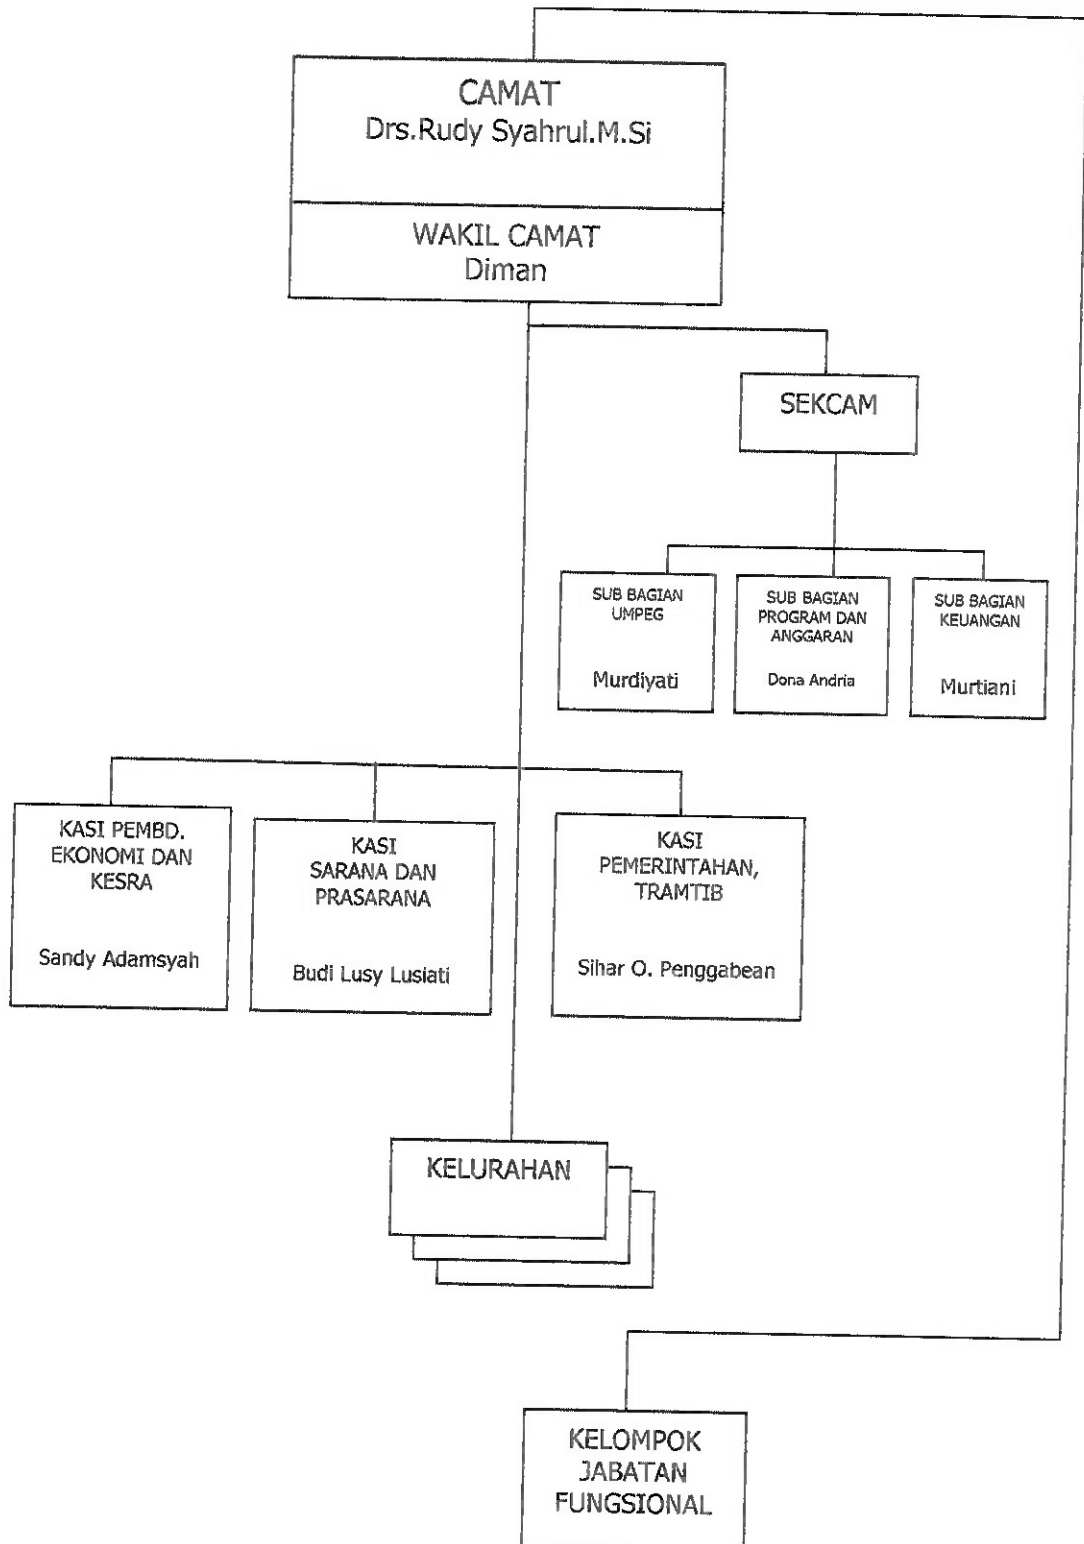 CAMAT
Drs.Rudy Syahrul.M.Si
WAKIL CAMAT
Diman
SEKCAM
SUB BAGIAN
UMPEG
Murdiyati
SUB BAGIAN
PROGRAM DAN
ANGGARAN
Dona Andria
SUB BAGIAN
KEUANGAN
Murtiani
KASI PEMBD.
EKONOMI DAN
KESRA
Sandy Adamsyah
KASI
SARANA DAN
PRASARANA
Budi Lusy Lusiati
KASI
PEMERINTAHAN,
TRAMTIB
Sihar O. Penggabean
KELURAHAN
KELOMPOK
JABATAN
FUNGSIONAL